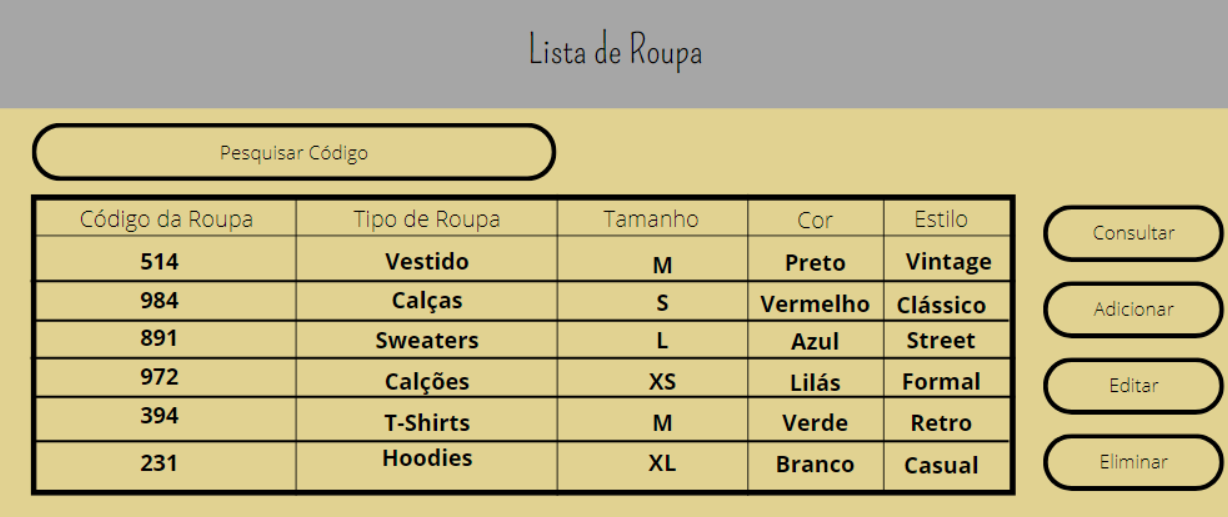 Lista de Roupa
Pesquisar Código
Código da Roupa Tipo de Roupa Tamanho Cor Estilo
514 Vestido M Preto Vintage
984 Calças S Vermelho Clássico
891 Sweaters L Azul Street
972 Calções XS Lilás Formal
394 T-Shirts M Verde Retro
231 Hoodies XL Branco Casual
Consultar
Adicionar
Editar
Eliminar